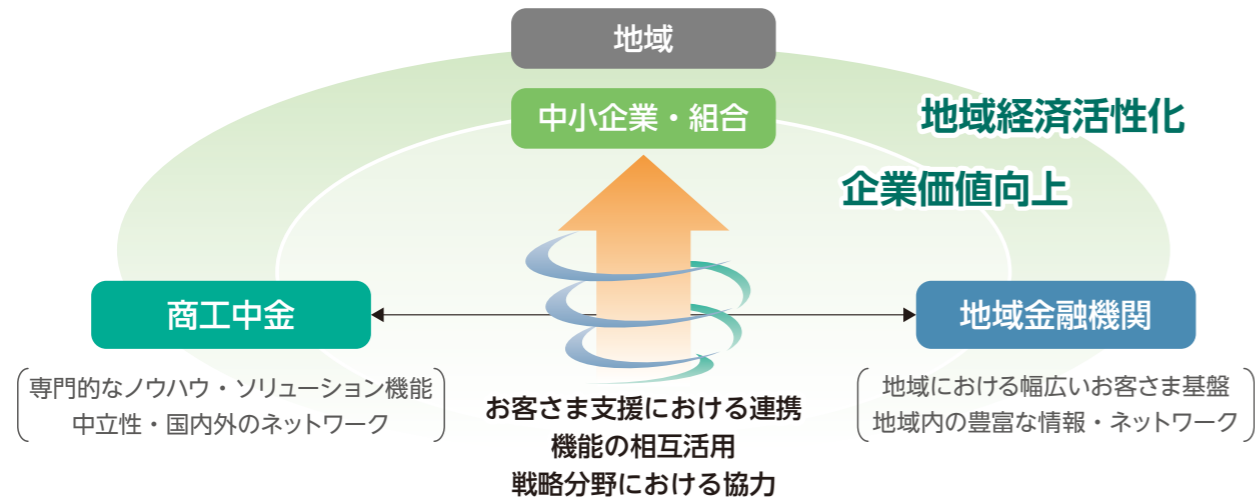 地域
中小企業・組合
地域経済活性化
企業価値向上
商工中金
地域金融機関
専門的なノウハウ・ソリューション機能
中立性・国内外のネットワーク
お客さま支援における連携
機能の相互活用
戦略分野における協力
地域における幅広いお客さま基盤
地域内の豊富な情報・ネットワーク